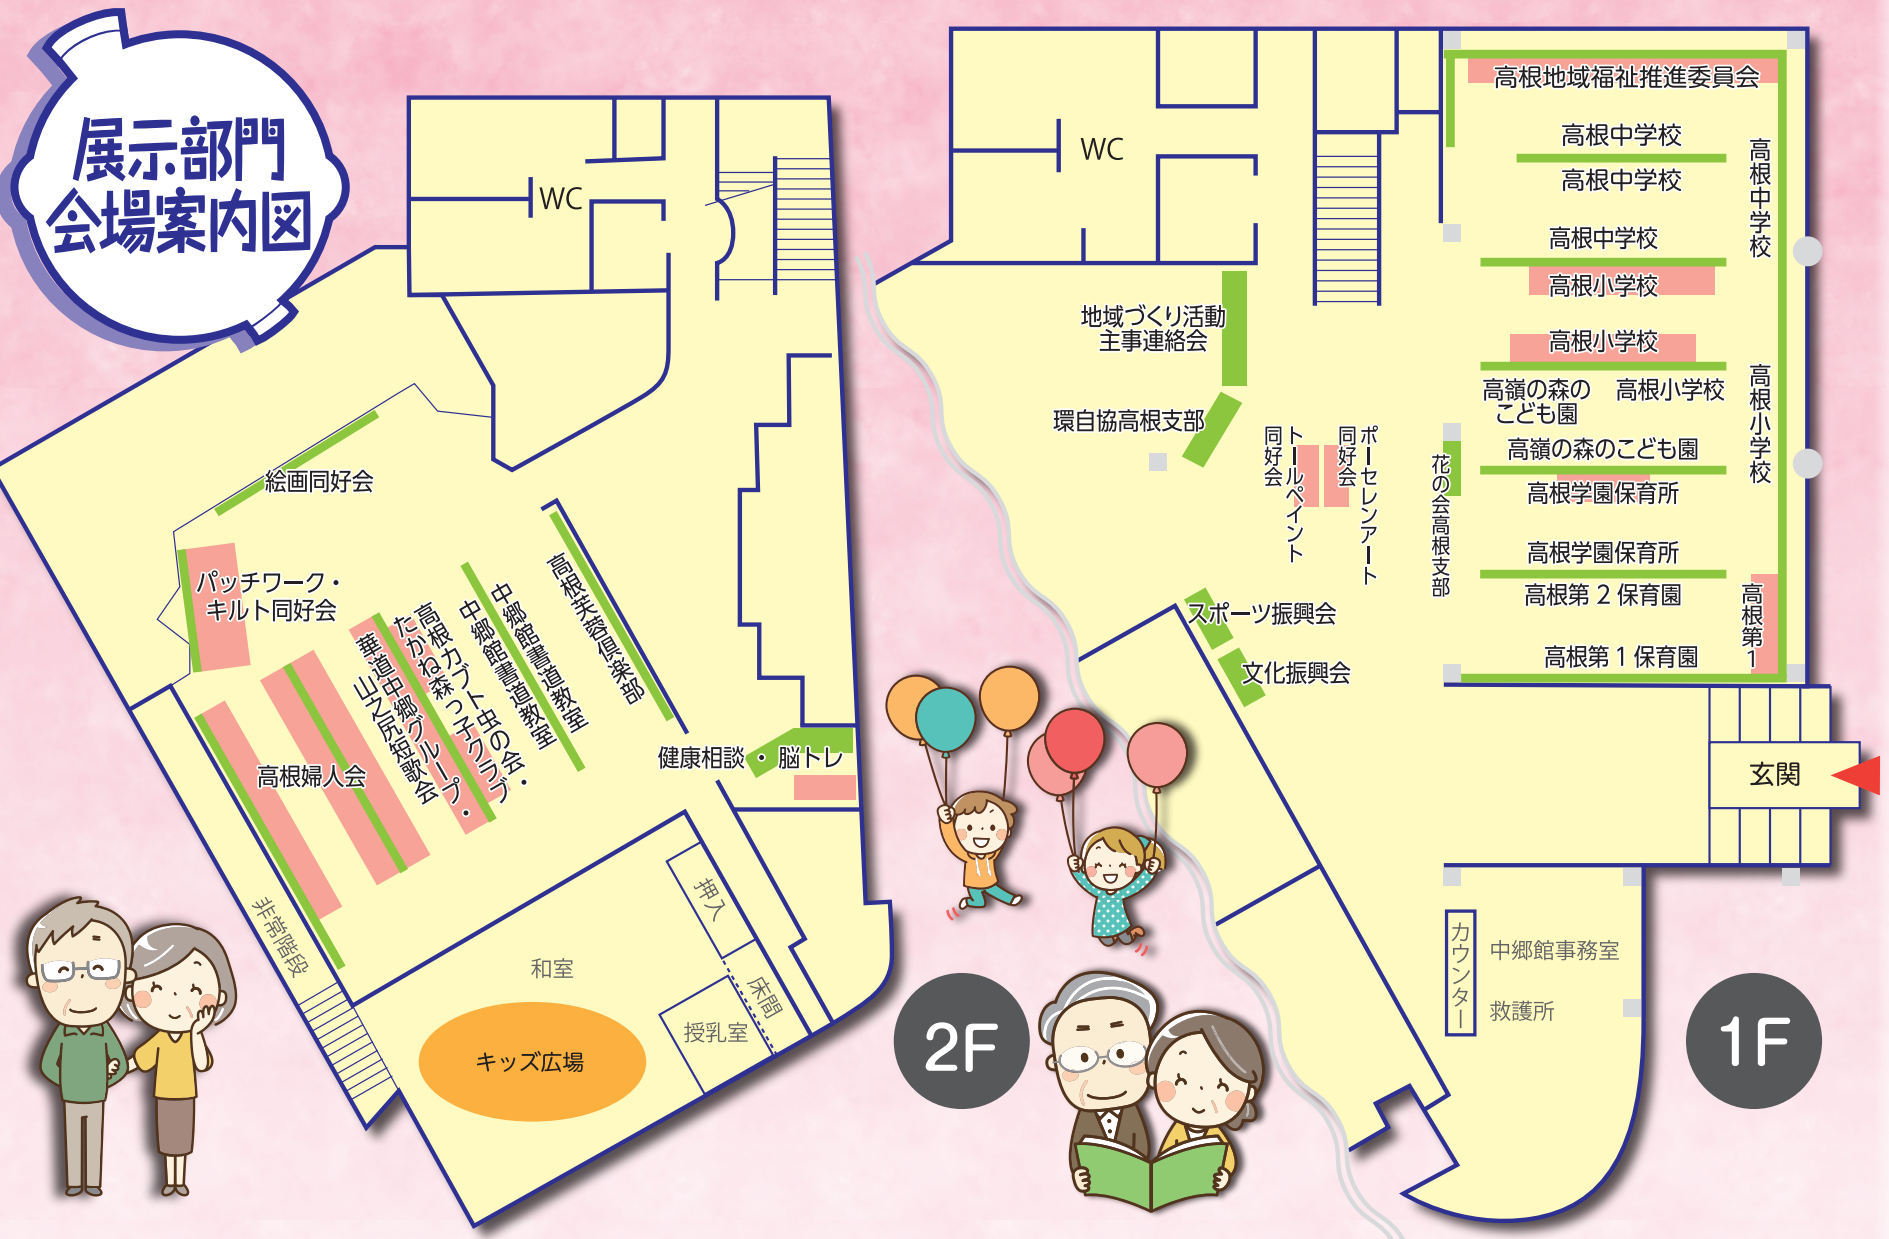 展示部門
会場案内図
WC
絵画同好会
パッチワーク・
キルト同好会
高根婦人会
華道中郷グループ・
山之尻短歌会
高根カブト虫の会・
たかね森っ子クラブ
中郷館書道教室
中郷館書道教室
高根芙蓉倶楽部
健康相談・脳トレ
非常階段
和室
押入
床間
授乳室
キッズ広場
2F
WC
地域づくり活動
主事連絡会
環自協高根支部
トールペイント
同好会
ポーセレンアート
同好会
花の会高根支部
スポーツ振興会
文化振興会
高根地域福祉推進委員会
高根中学校
高根中学校
高根中学校
高根中学校
高根小学校
高根小学校
高根小学校
高嶺の森の
こども園
高根小学校
高嶺の森のこども園
高根学園保育所
高根学園保育所
高根第2保育園
高根第1
高根第1保育園
玄関
カウンター
中郷館事務室
救護所
1F